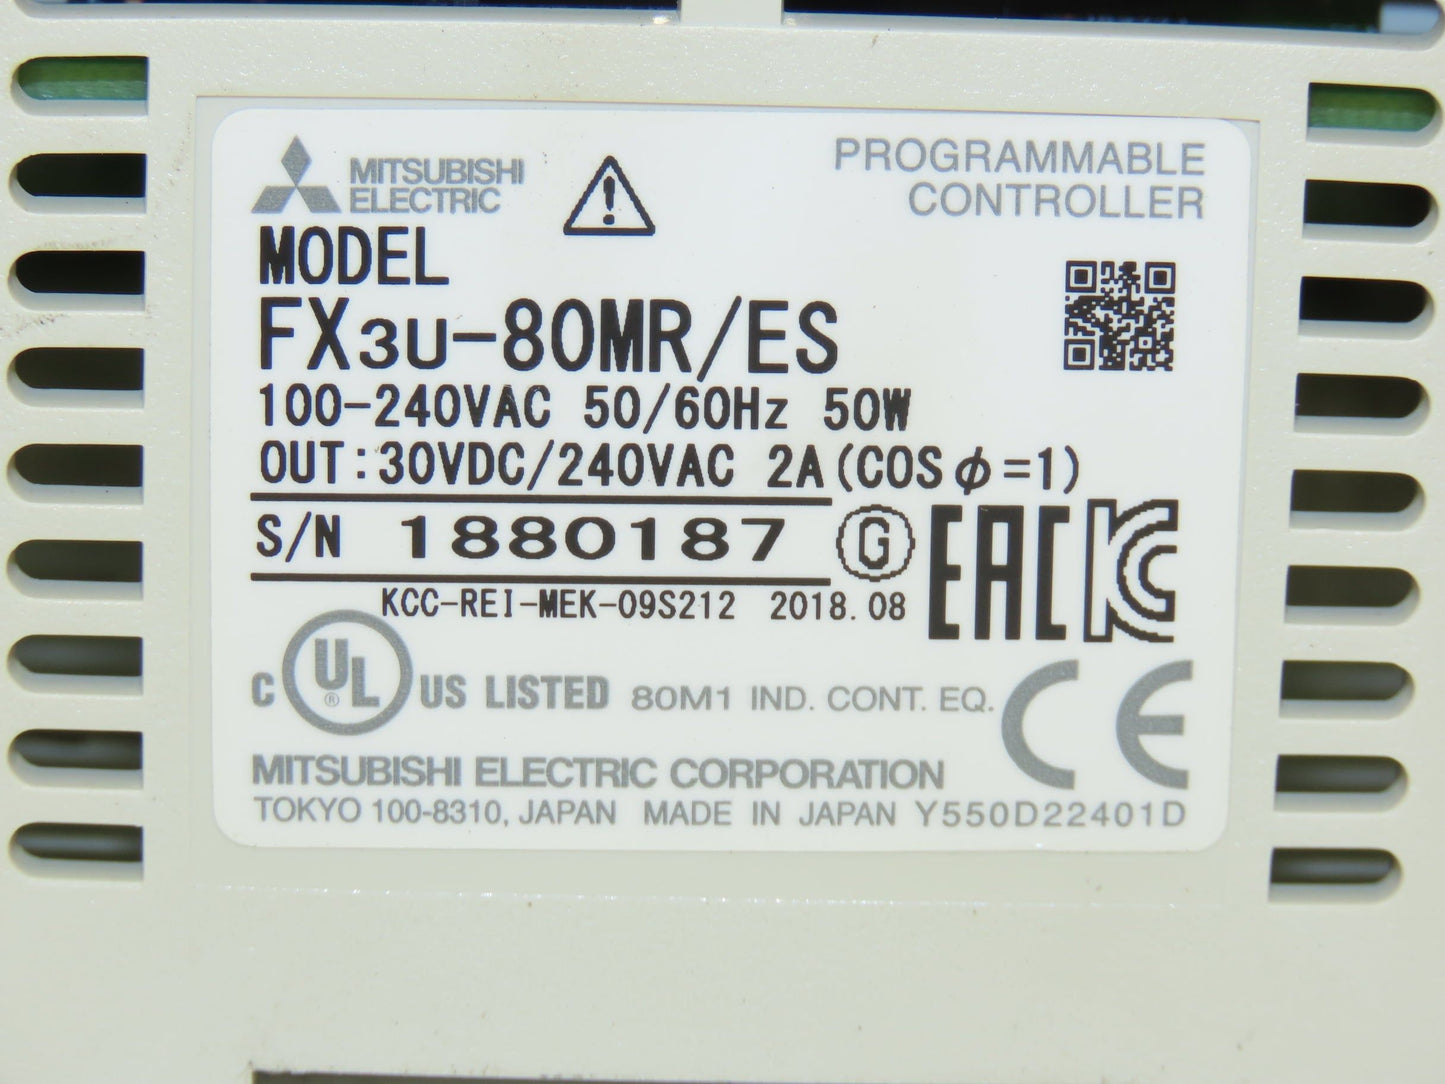 MITSUBISHI
ELECTRIC
PROGRAMMABLE
CONTROLLER
MODEL
FX3U-80MR/ES
100-240VAC 50/60Hz 50W
OUT:30VDC/240VAC 2A(COSφ=1)
S/N 1880187
G
EAC
KC
KCC-REI-MEK-09S212 2018.08
C UL ® US LISTED 80M1 IND. CONT. EQ.
CE
MITSUBISHI ELECTRIC CORPORATION
TOKYO 100-8310, JAPAN MADE IN JAPAN Y550D22401D